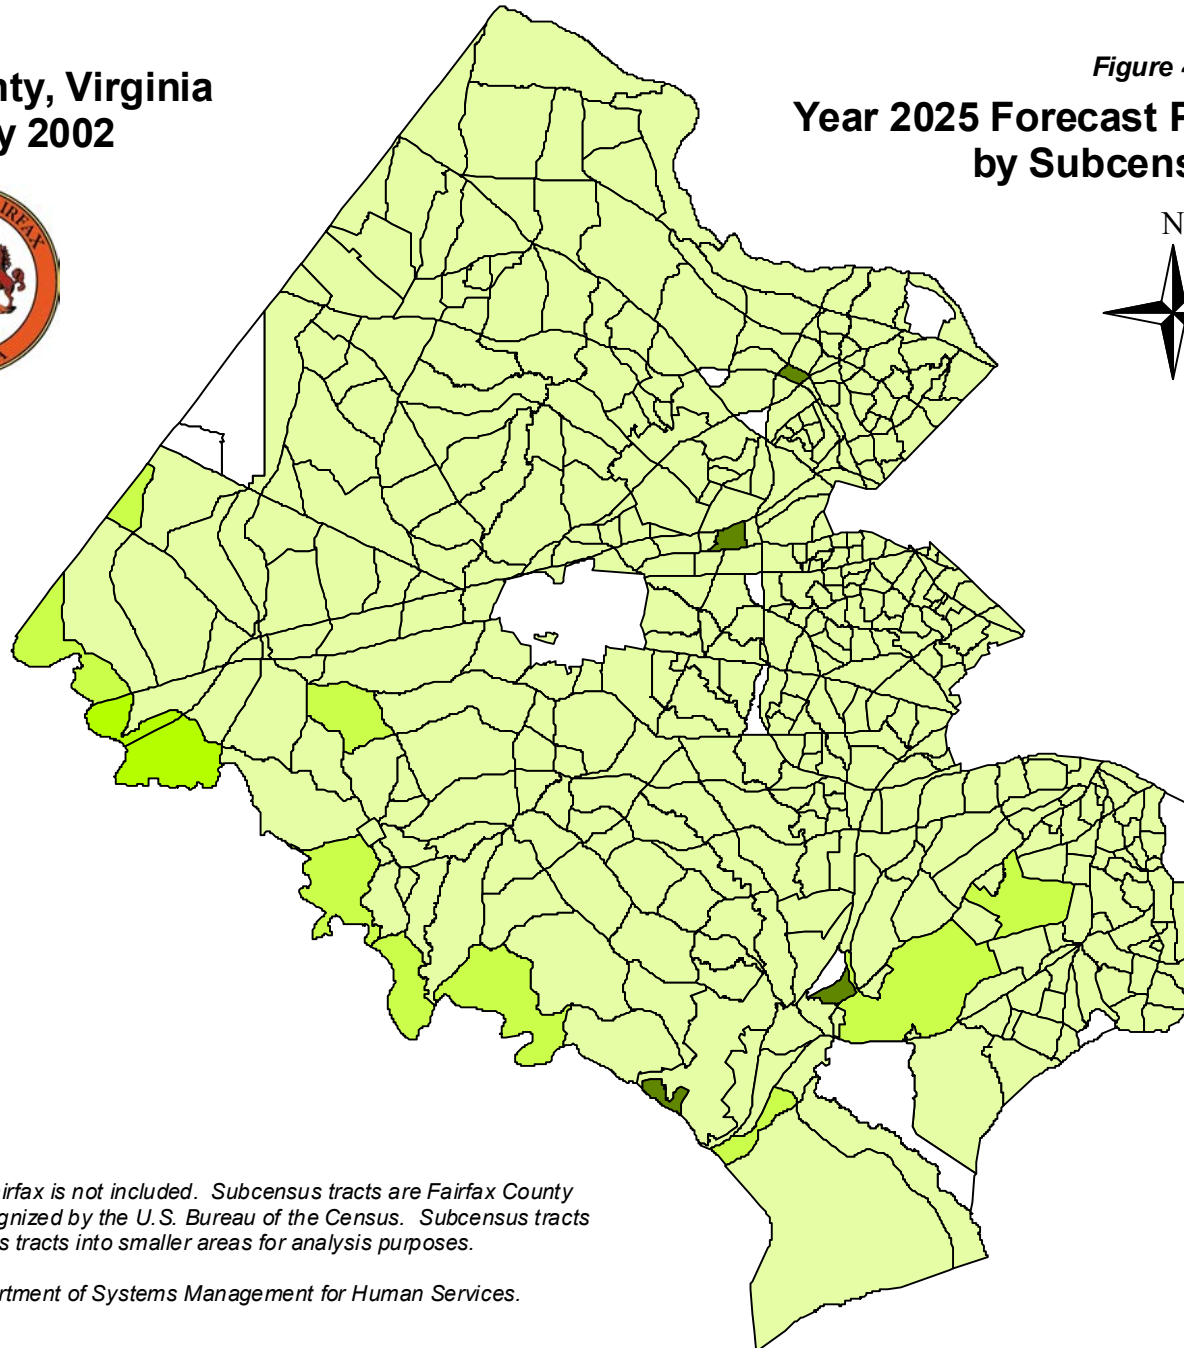 nty, Virginia
y 2002
Figure 4
Year 2025 Forecast P
by Subcens
IRFAX
N
irfax is not included.  Subcensus tracts are Fairfax County
gnized by the U.S. Bureau of the Census.  Subcensus tracts
s tracts into smaller areas for analysis purposes.
rtment of Systems Management for Human Services.